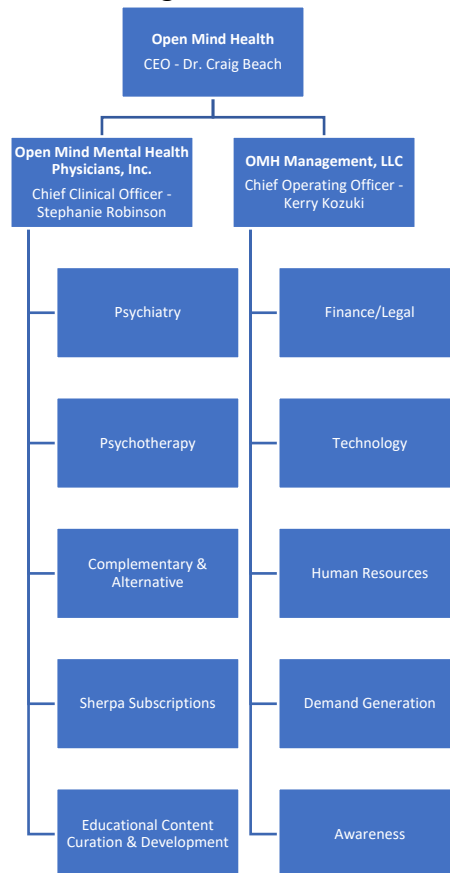 Open Mind Health
CEO - Dr. Craig Beach
Open Mind Mental Health
Physicians, Inc.
Chief Clinical Officer -
Stephanie Robinson
OMH Management, LLC
Chief Operating Officer -
Kerry Kozuki
Psychiatry
Finance/Legal
Psychotherapy
Technology
Complementary &
Alternative
Human Resources
Sherpa Subscriptions
Demand Generation
Educational Content
Curation & Development
Awareness